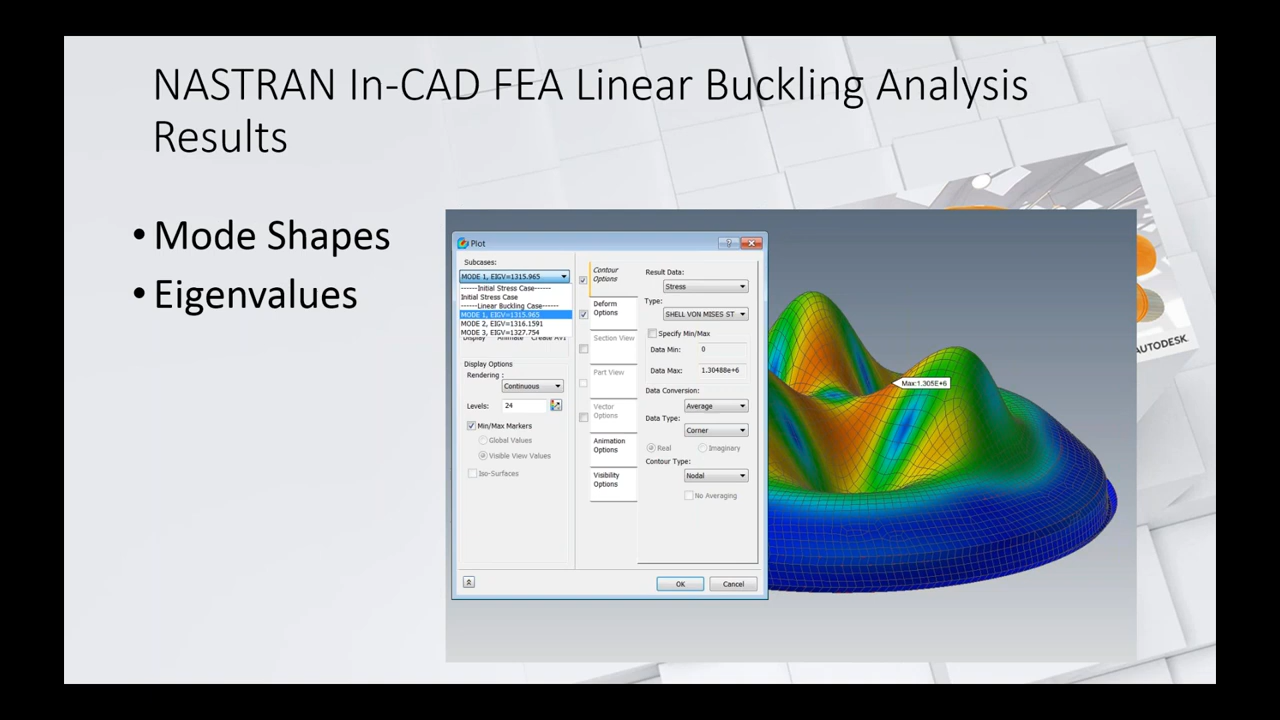 NASTRAN In-CAD FEA Linear Buckling Analysis
Results
• Mode Shapes
• Eigenvalues
Plot
Subcases:
MODE 1, EIGV=1315.965
------Initial Stress Case------
Initial Stress Case
------Linear Buckling Case------
MODE 1, EIGV=1315.965
MODE 2, EIGV=1316.1591
MODE 3, EIGV=1327.754
Display Animate Create AVI
Display Options
Rendering :
Continuous
Levels: 24
Min/Max Markers
Global Values
Visible View Values
Iso-Surfaces
Contour
Options
Deform
Options
Section View
Part View
Vector
Options
Animation
Options
Visibility
Options
Result Data:
Stress
Type:
SHELL VON MISES ST
Specify Min/Max
Data Min: 0
Data Max: 1.30488e+6
Data Conversion:
Average
Data Type:
Corner
Real Imaginary
Contour Type:
Nodal
No Averaging
OK Cancel
Max:1.305E+6
AUTODESK